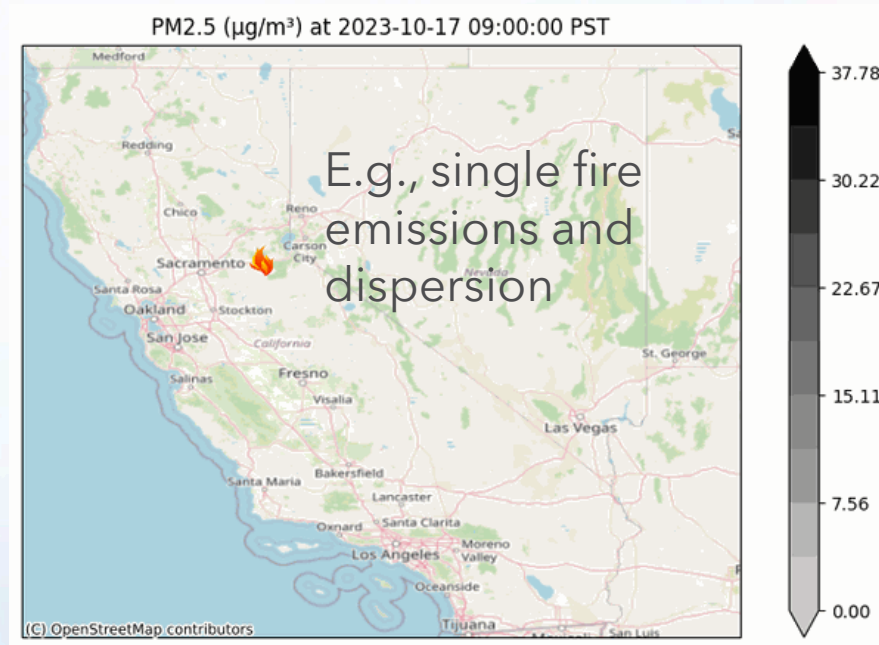 PM2.5 (µg/m³) at 2023-10-17 09:00:00 PST
Medford
Redding
Chico
Reno
Carson
City
Sacramento
E.g., single fire
emissions and
dispersion
Nevada
Santa Rosa
Oakland
Stockton
San Jose
California
St. George
Salinas
Fresno
Visalia
Las Vegas
Santa Maria
Bakersfield
Lancaster
Oxnard
Santa Clarita
Los Angeles
Moreno
Valley
Oceanside
Tijuana
San Luis
(C) OpenStreetMap contributors
37.78
30.22
22.67
15.11
7.56
0.00